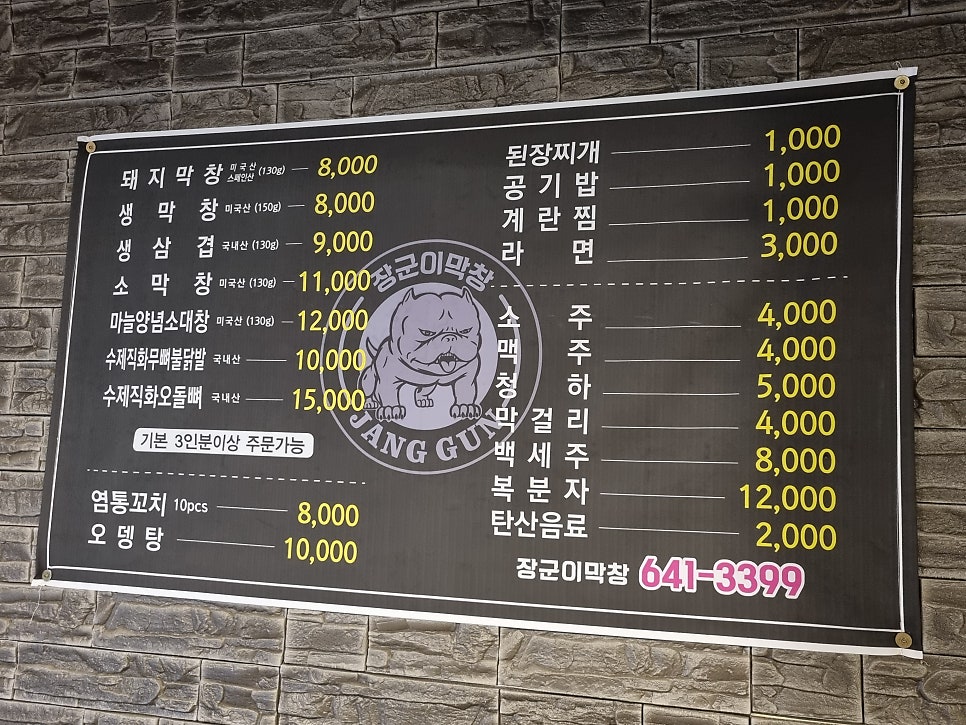 돼지막창 미국산 스페인산 (130g) 8,000
생막창 미국산 (150g) 8,000
생삼겹 국내산 (130g) 9,000
소막창 미국산 (130g) 11,000
마늘양념소대창 미국산 (130g) 12,000
수제직화무뼈불닭발 국내산 10,000
수제직화오돌뼈 국내산 15,000
기본 3인분이상 주문가능
염통꼬치 10pcs 8,000
오뎅탕 10,000
장군이막창
JANG GUN
된장찌개 1,000
공기밥 1,000
계란찜 1,000
라면 3,000
소주 4,000
맥주 4,000
청하 5,000
막걸리 4,000
백세주 8,000
복분자 12,000
탄산음료 2,000
장군이막창 641-3399